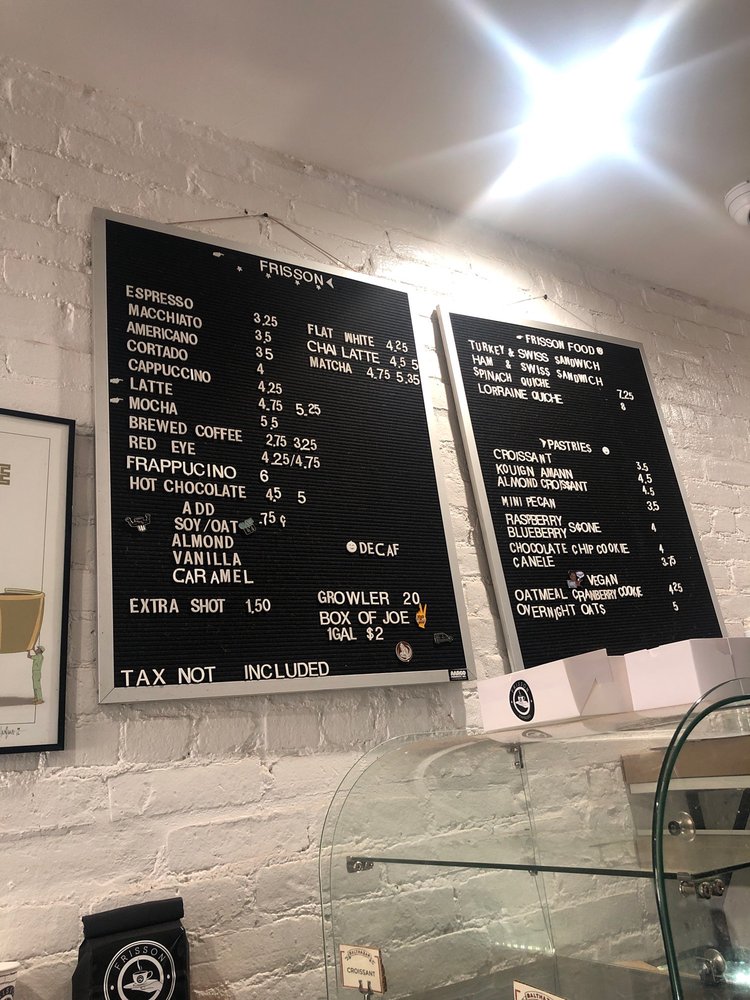 FRISSON
ESPRESSO 3.25
MACCHIATO 3.5
AMERICANO 3.5
CORTADO 4
CAPPUCCINO 4.25
LATTE 4.75 5.25
MOCHA 5.5
BREWED COFFEE 2.75 3.25
RED EYE 4.25/4.75
FRAPPUCINO 6
HOT CHOCOLATE 4.5 5
ADD
SOY/OAT .75 ¢
ALMOND
VANILLA
CARAMEL
EXTRA SHOT 1.50
FLAT WHITE 4.25
CHAI LATTE 4.5 5
MATCHA 4.75 5.35
DECAF
GROWLER 20
BOX OF JOE
1GAL $2
TAX NOT INCLUDED
FRISSON FOOD
TURKEY & SWISS SANDWICH
HAM & SWISS SANDWICH
SPINACH QUICHE 7.25
LORRAINE QUICHE 8
PASTRIES
CROISSANT 3.5
KOUIGN AMANN 4.5
ALMOND CROISSANT 4.5
MINI PECAN 3.5
RASPBERRY
BLUEBERRY SCONE 4
CHOCOLATE CHIP COOKIE 4
CANELE 3.75
VEGAN
OATMEAL CRANBERRY COOKIE 4.25
OVERNIGHT OATS 5
FRISSON
BALTHAZAR
CROISSANT
BALTHAZAR